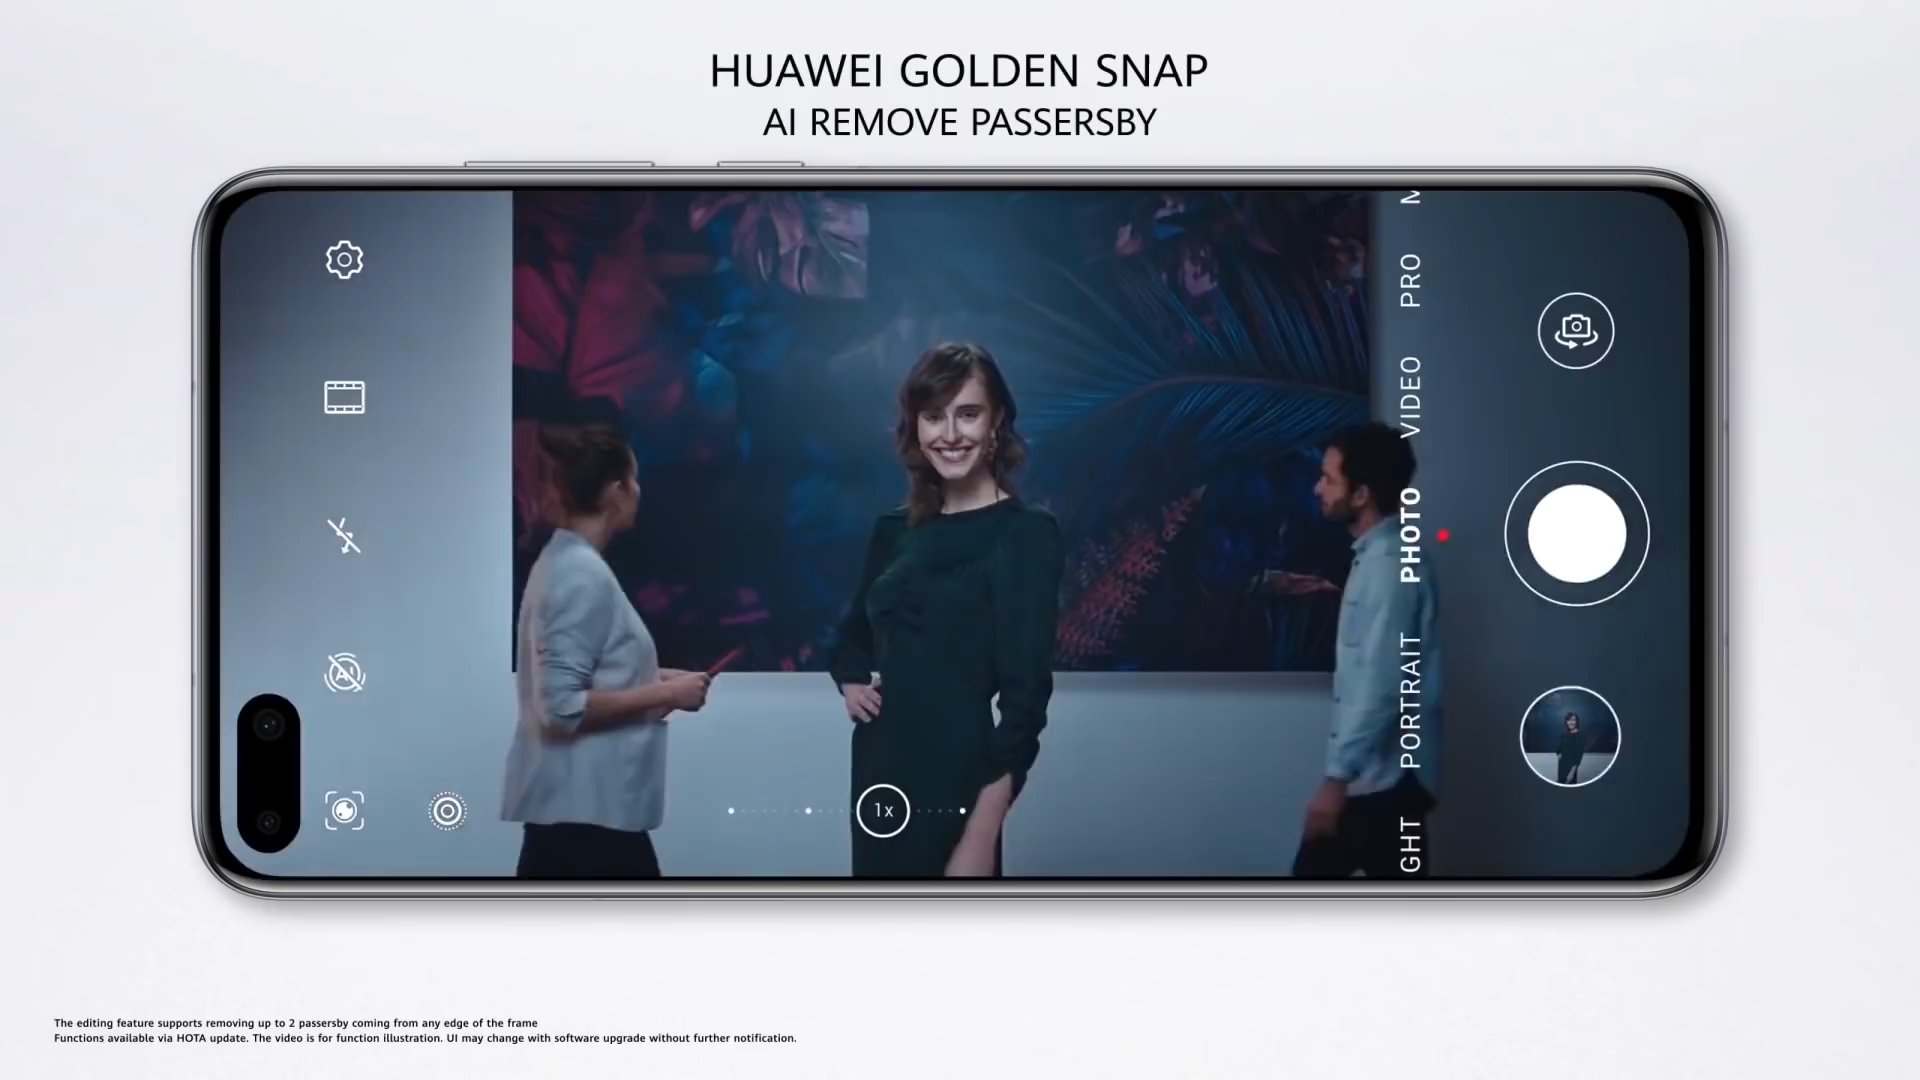 HUAWEI GOLDEN SNAP
AI REMOVE PASSERSBY
M
PRO
VIDEO
PHOTO
PORTRAIT
GHT
AI
1x
The editing feature supports removing up to 2 passersby coming from any edge of the frame
Functions available via HOTA update. The video is for function illustration. UI may change with software upgrade without further notification.